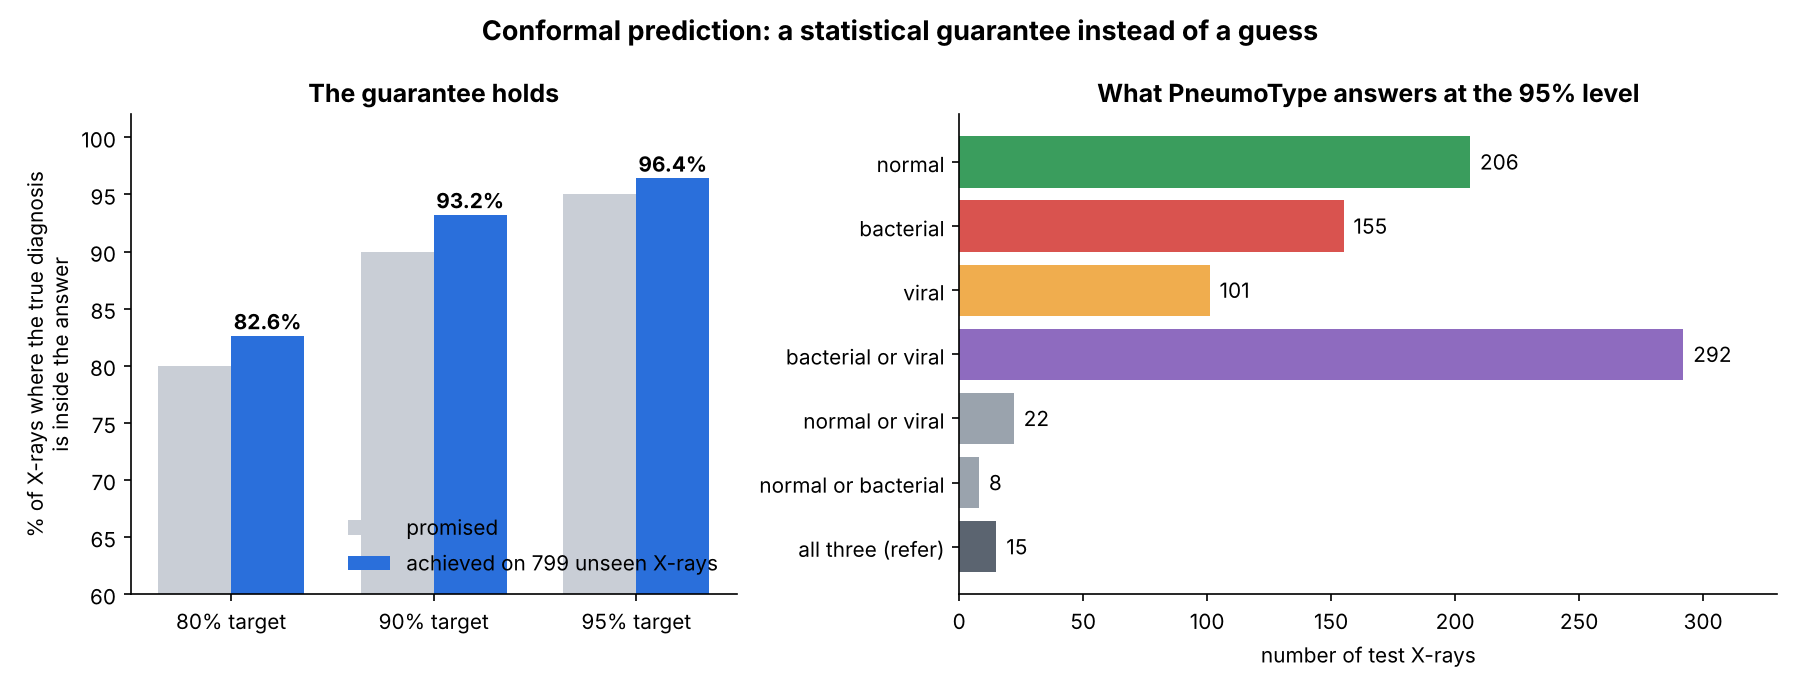 Conformal prediction: a statistical guarantee instead of a guess
The guarantee holds
% of X-rays where the true diagnosis
is inside the answer
100
95
90
85
80
75
70
65
60
82.6%
93.2%
96.4%
promised
achieved on 799 unseen X-rays
80% target
90% target
95% target
What PneumoType answers at the 95% level
normal
206
bacterial
155
viral
101
bacterial or viral
292
normal or viral
22
normal or bacterial
8
all three (refer)
15
0
50
100
150
200
250
300
number of test X-rays